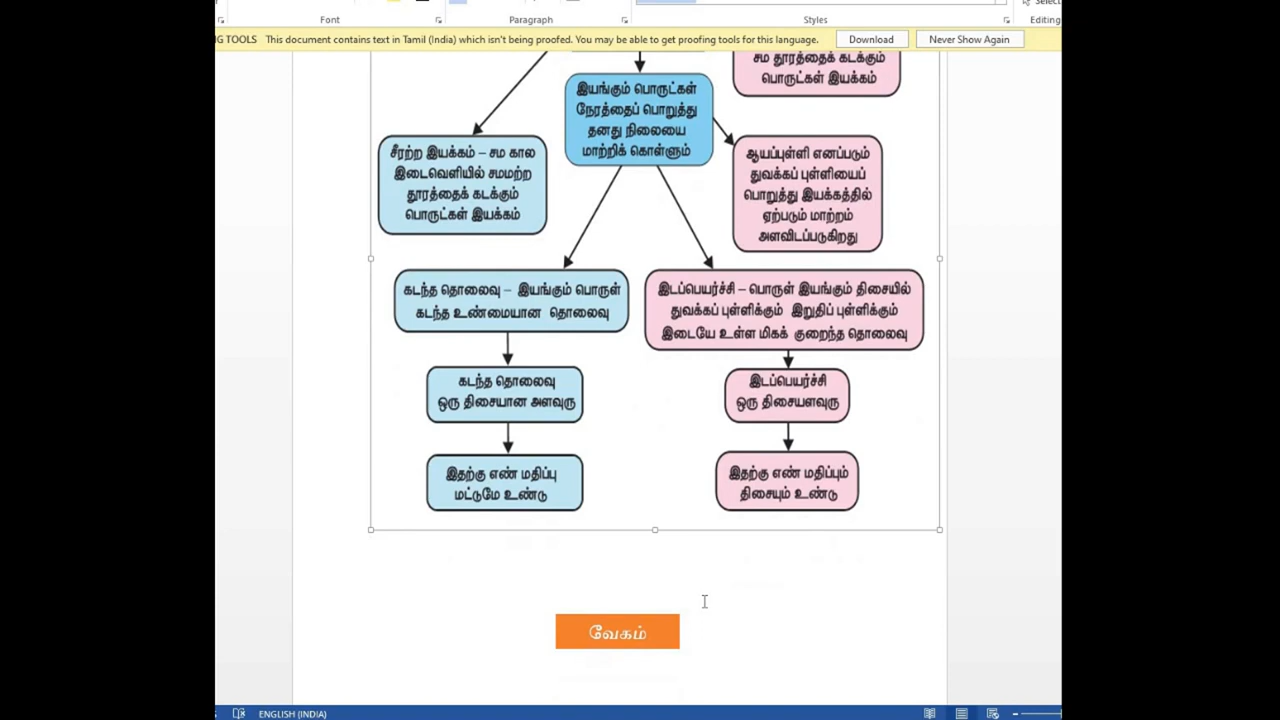 Font
Paragraph
Styles
Editing
G TOOLS This document contains text in Tamil (India) which isn't being proofed. You may be able to get proofing tools for this language.
Download
Never Show Again
சம தூரத்தைக் கடக்கும்
பொருட்கள் இயக்கம்
இயங்கும் பொருட்கள்
நேரத்தைப் பொறுத்து
தனது நிலையை
மாற்றிக் கொள்ளும்
சீரற்ற இயக்கம் – சம கால
இடைவெளியில் சமமற்ற
தூரத்தைக் கடக்கும்
பொருட்கள் இயக்கம்
ஆயப்புள்ளி எனப்படும்
துவக்கப் புள்ளியைப்
பொறுத்து இயக்கத்தில்
ஏற்படும் மாற்றம்
அளவிடப்படுகிறது
கடந்த தொலைவு – இயங்கும் பொருள்
கடந்த உண்மையான தொலைவு
இடப்பெயர்ச்சி – பொருள் இயங்கும் திசையில்
துவக்கப் புள்ளிக்கும் இறுதிப் புள்ளிக்கும்
இடையே உள்ள மிகக் குறைந்த தொலைவு
கடந்த தொலைவு
ஒரு திசையான அளவுரு
இடப்பெயர்ச்சி
ஒரு திசையளவுரு
இதற்கு எண் மதிப்பு
மட்டுமே உண்டு
இதற்கு எண் மதிப்பும்
திசையும் உண்டு
வேகம்
ENGLISH (INDIA)